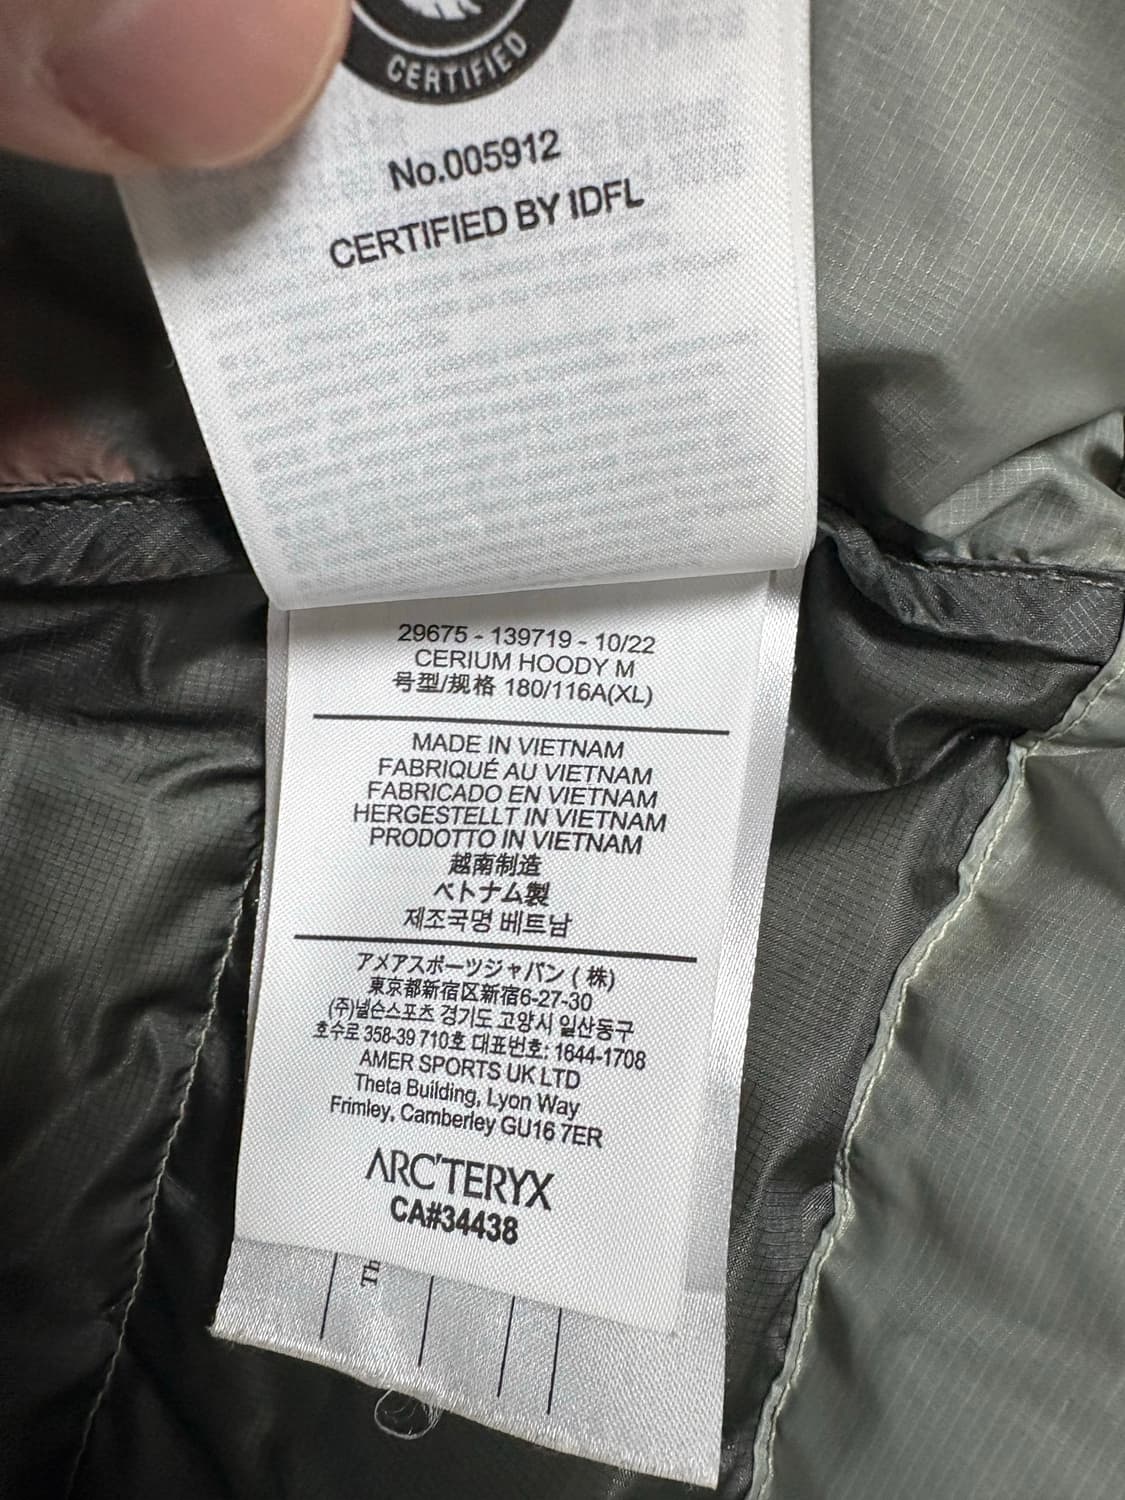 CERTIFIED
No.005912
CERTIFIED BY IDFL
29675 - 139719 - 10/22
CERIUM HOODY M
号型/规格 180/116A(XL)
MADE IN VIETNAM
FABRIQUÉ AU VIETNAM
FABRICADO EN VIETNAM
HERGESTELLT IN VIETNAM
PRODOTTO IN VIETNAM
越南制造
ベトナム製
제조국명 베트남
アメアスポーツジャパン ( 株)
東京都新宿区新宿6-27-30
(주)넬슨스포츠 경기도 고양시 일산동구
호수로 358-39 710호 대표번호: 1644-1708
AMER SPORTS UK LTD
Theta Building, Lyon Way
Frimley, Camberley GU16 7ER
ARC'TERYX
CA#34438
Th